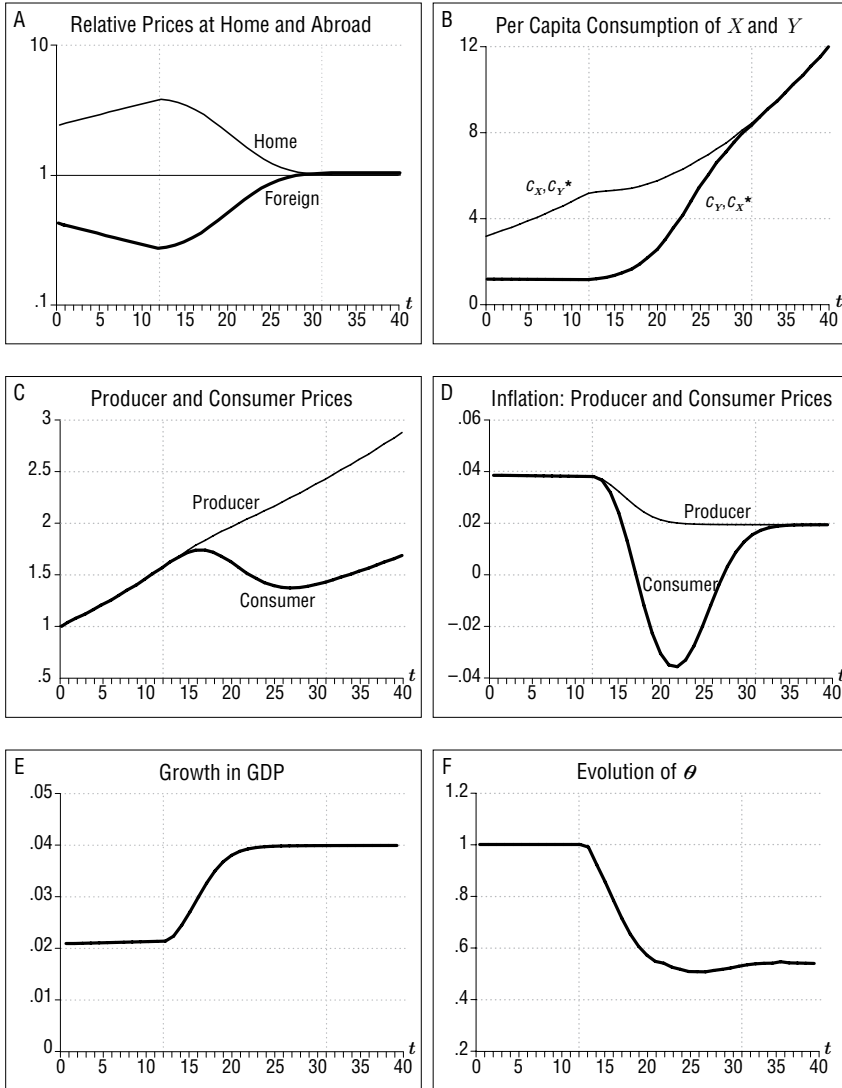 A Relative Prices at Home and Abroad
10
1
.1
Home
Foreign
0 5 10 15 20 25 30 35 40
t
B Per Capita Consumption of X and Y
12
8
4
0
C_X, C_Y*
C_Y, C_X*
0 5 10 15 20 25 30 35 40
t
C Producer and Consumer Prices
3
2.5
2
1.5
1
.5
Producer
Consumer
0 5 10 15 20 25 30 35 40
t
D Inflation: Producer and Consumer Prices
.06
.04
.02
0
–.02
–.04
Producer
Consumer
0 5 10 15 20 25 30 35 40
t
E Growth in GDP
.05
.04
.03
.02
.01
0
0 5 10 15 20 25 30 35 40
t
F Evolution of θ
1.2
1
.8
.6
.4
.2
0 5 10 15 20 25 30 35 40
t